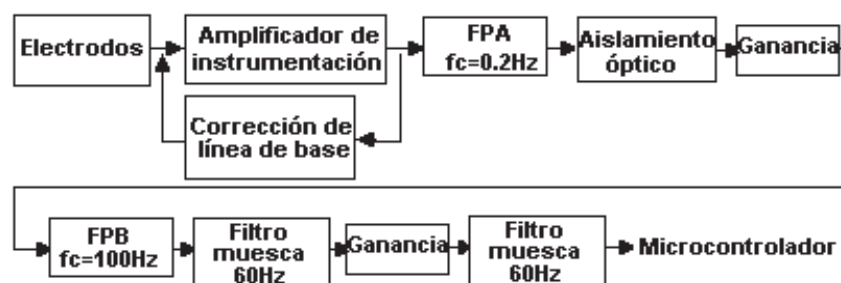 Electrodos
Amplificador de
instrumentación
FPA
fc=0.2Hz
Aislamiento
óptico
Ganancia
Corrección de
línea de base
FPB
fc=100Hz
Filtro
muesca
60Hz
Ganancia
Filtro
muesca
60Hz
Microcontrolador